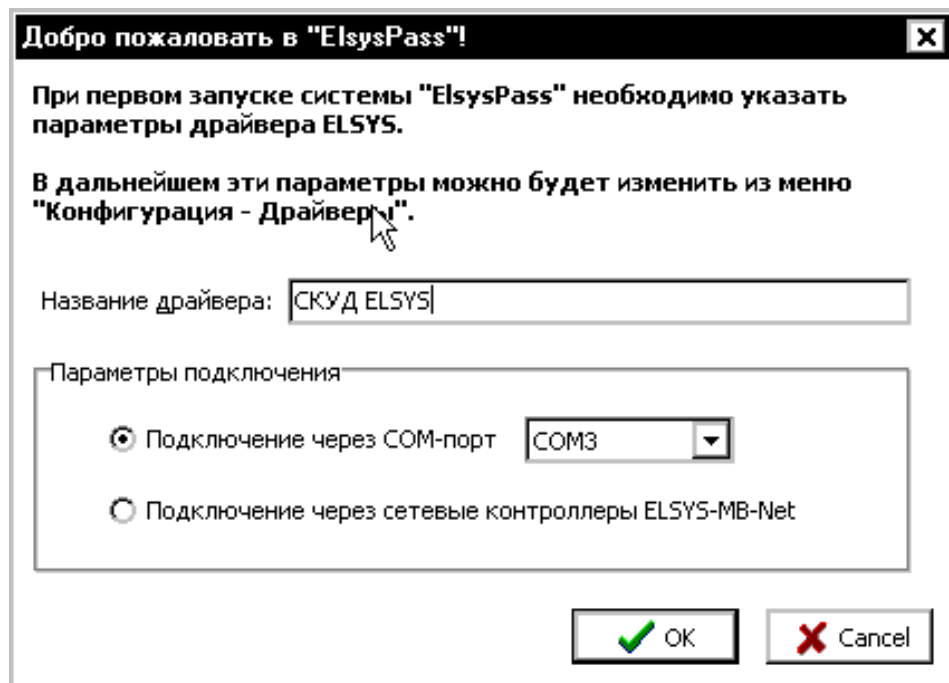 Добро пожаловать в "ElsysPass"!
При первом запуске системы "ElsysPass" необходимо указать
параметры драйвера ELSYS.
В дальнейшем эти параметры можно будет изменить из меню
"Конфигурация - Драйверы".
Название драйвера: СКУД ELSYS
Параметры подключения
Подключение через COM-порт COM3
Подключение через сетевые контроллеры ELSYS-MB-Net
OK Cancel